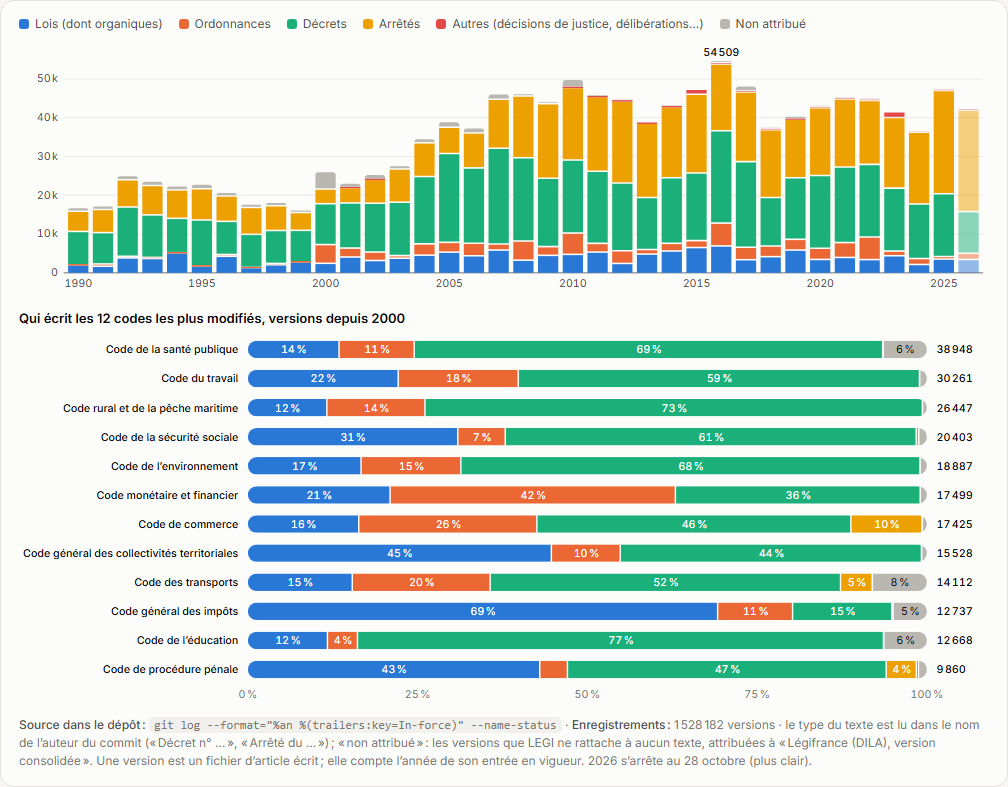 Lois (dont organiques) Ordonnances Décrets Arrêtés Autres (décisions de justice, délibérations…) Non attribué
54 509
50 k
40 k
30 k
20 k
10 k
0
1990 1995 2000 2005 2010 2015 2020 2025
Qui écrit les 12 codes les plus modifiés, versions depuis 2000
Code de la santé publique 14 % 11 % 69 % 6 % 38 948
Code du travail 22 % 18 % 59 % 30 261
Code rural et de la pêche maritime 12 % 14 % 73 % 26 447
Code de la sécurité sociale 31 % 7 % 61 % 20 403
Code de l’environnement 17 % 15 % 68 % 18 887
Code monétaire et financier 21 % 42 % 36 % 17 499
Code de commerce 16 % 26 % 46 % 10 % 17 425
Code général des collectivités territoriales 45 % 10 % 44 % 15 528
Code des transports 15 % 20 % 52 % 5 % 8 % 14 112
Code général des impôts 69 % 11 % 15 % 5 % 12 737
Code de l’éducation 12 % 4 % 77 % 6 % 12 668
Code de procédure pénale 43 % 47 % 4 % 9 860
0 % 25 % 50 % 75 % 100 %
Source dans le dépôt : git log --format="%an %(trailers:key=In-force)" --name-status · Enregistrements : 1 528 182 versions · le type du texte est lu dans le nom
de l’auteur du commit (« Décret n° … », « Arrêté du … ») ; « non attribué » : les versions que LEGI ne rattache à aucun texte, attribuées à « Légifrance (DILA), version
consolidée ». Une version est un fichier d’article écrit ; elle compte l’année de son entrée en vigueur. 2026 s’arrête au 28 octobre (plus clair).